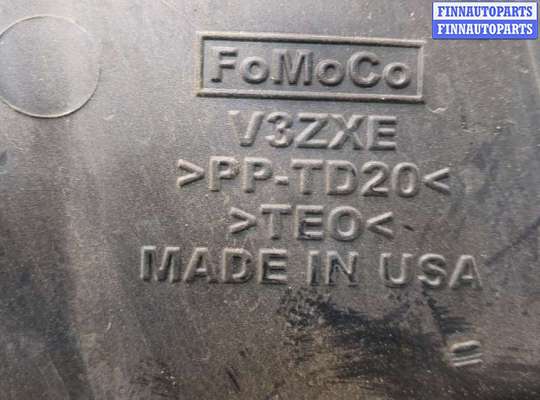 FINNAUTOPARTS
FINNAUTOPARTS
FoMoCo
V3ZXE
>PP-TD20<
>TEO<
MADE IN USA